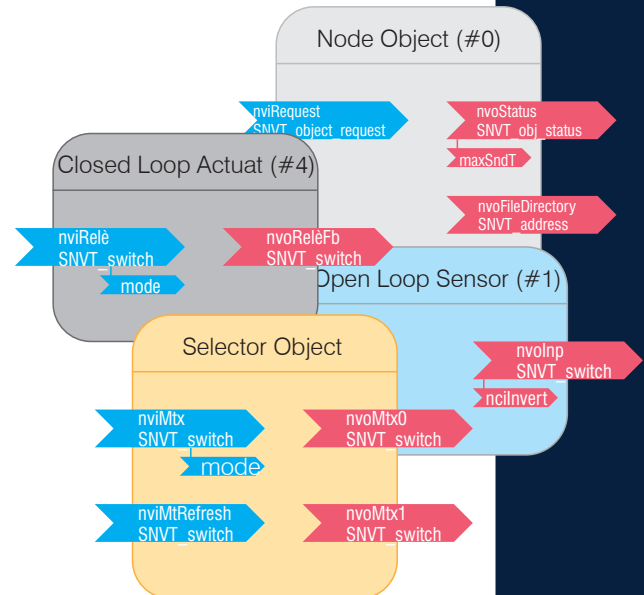 Node Object (#0)
nviRequest
SNVT_object_request
nvoStatus
SNVT_obj_status
maxSndT
nvoFileDirectory
SNVT_address
Closed Loop Actuat (#4)
nviRelè
SNVT_switch
mode
nvoRelèFb
SNVT_switch
Open Loop Sensor (#1)
nvoInp
SNVT_switch
nciInvert
Selector Object
nviMtx
SNVT_switch
mode
nvoMtx0
SNVT_switch
nviMtRefresh
SNVT_switch
nvoMtx1
SNVT_switch